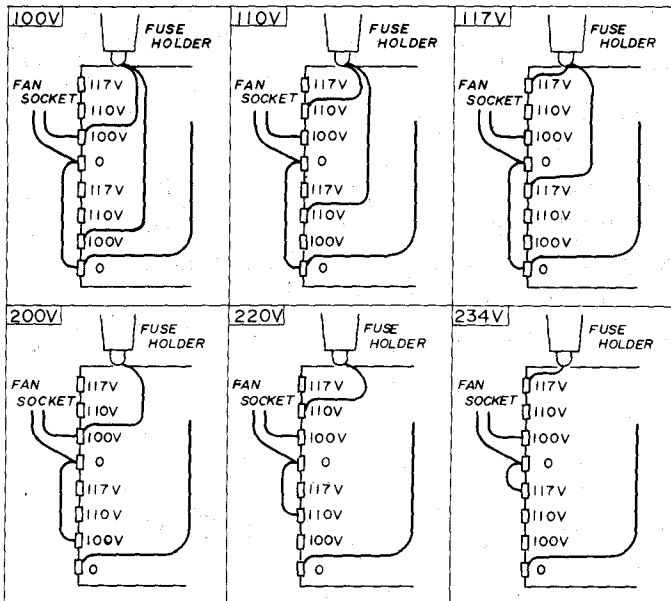 100V
FUSE
HOLDER
FAN
SOCKET
117V
110V
100V
0
117V
110V
100V
0
110V
FUSE
HOLDER
FAN
SOCKET
117V
110V
100V
0
117V
110V
100V
0
117V
FUSE
HOLDER
FAN
SOCKET
117V
110V
100V
0
117V
110V
100V
0
200V
FUSE
HOLDER
FAN
SOCKET
117V
110V
100V
0
117V
110V
100V
0
220V
FUSE
HOLDER
FAN
SOCKET
117V
110V
100V
0
117V
110V
100V
0
234V
FUSE
HOLDER
FAN
SOCKET
117V
110V
100V
0
117V
110V
100V
0